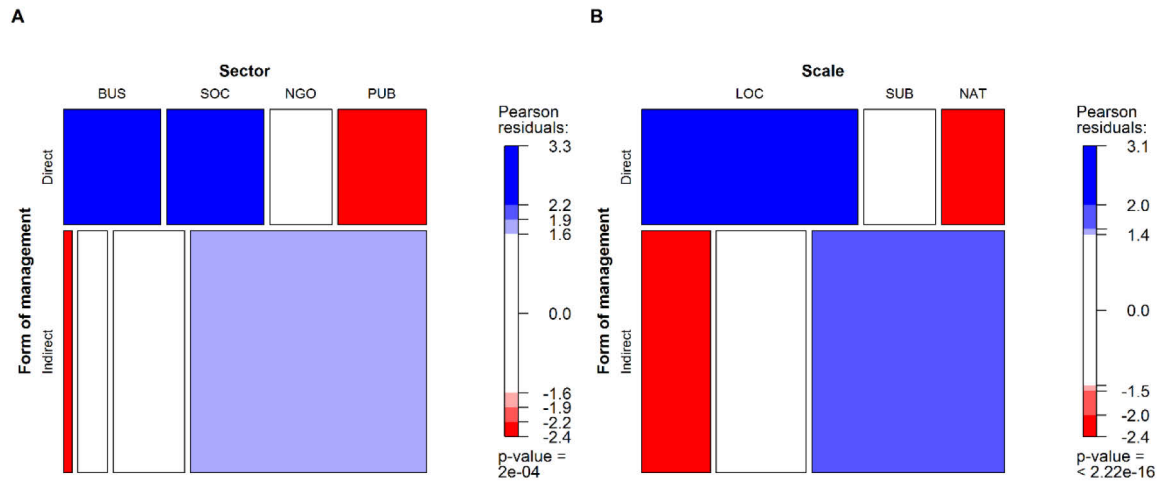 A
Sector
BUS SOC NGO PUB
Form of management
Direct
Indirect
Pearson
residuals:
3.3
2.2
1.9
1.6
0.0
-1.6
-1.9
-2.2
-2.4
p-value =
2e-04
B
Scale
LOC SUB NAT
Form of management
Direct
Indirect
Pearson
residuals:
3.1
2.0
1.4
0.0
-1.5
-2.0
-2.4
p-value =
< 2.22e-16